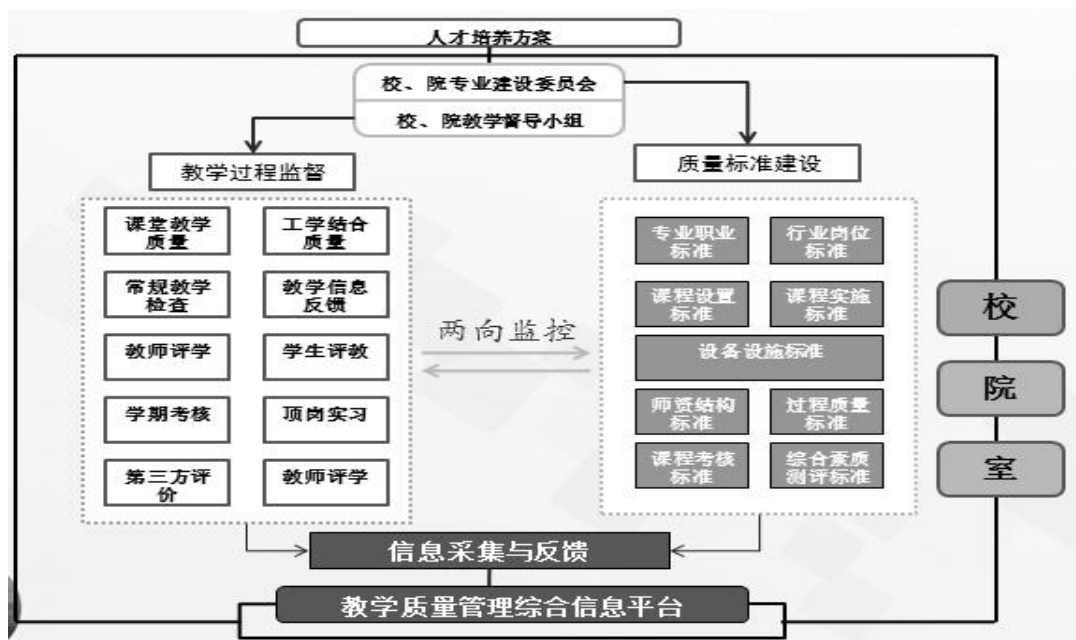 人才培养方案
校、院专业建设委员会
校、院教学督导小组
教学过程监督
质量标准建设
课堂教学
质量
工学结合
质量
常规教学
检查
教学信息
反馈
教师评学
学生评教
学期考核
顶岗实习
第三方评
价
教师评学
两向监控
专业职业
标准
行业岗位
标准
课程设置
标准
课程实施
标准
设备设施标准
师资结构
标准
过程质量
标准
课程考核
标准
综合素质
测评标准
校
院
室
信息采集与反馈
教学质量管理综合信息平台